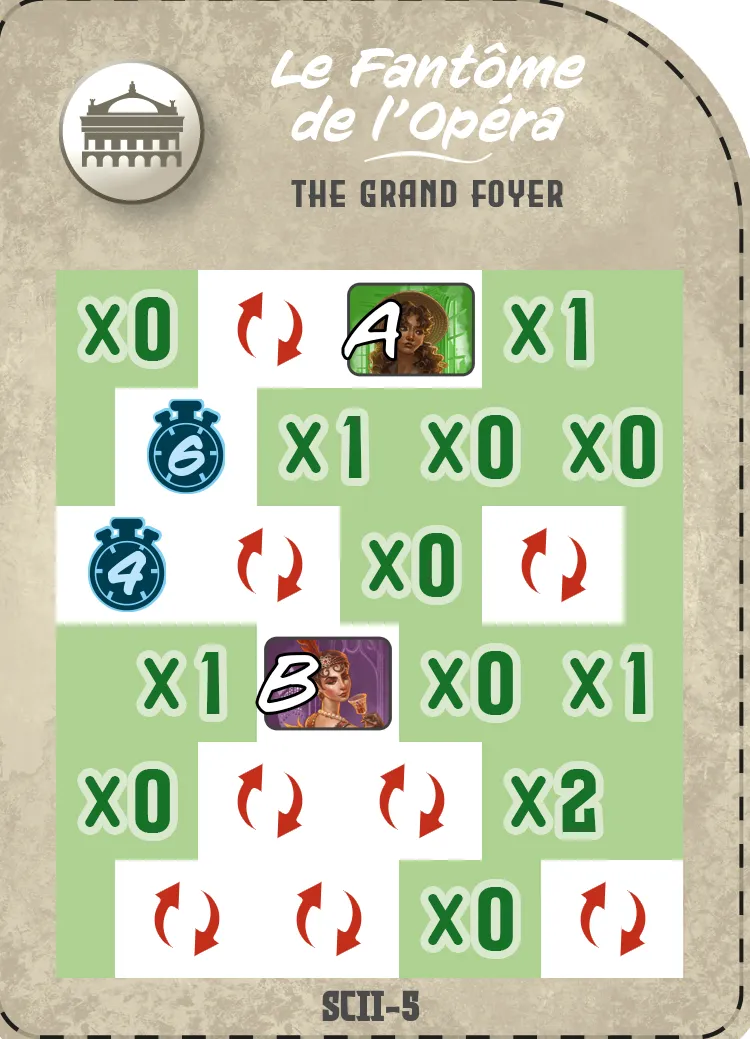 Le Fantôme
de l'Opéra
THE GRAND FOYER
X0 A X1
6 X1 X0 X0
4 X0
X1 B X0 X1
X0 X2
X0
SCII-5